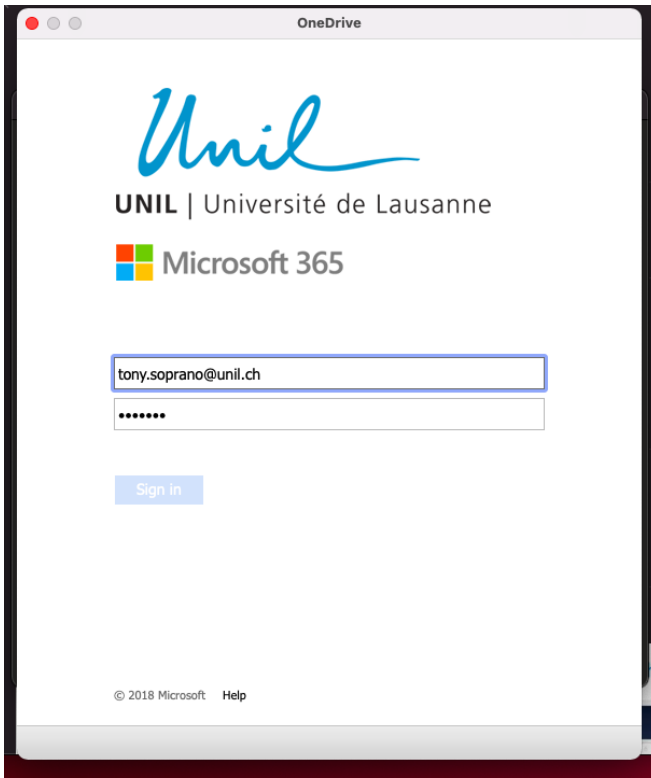 OneDrive
Unil
UNIL | Université de Lausanne
Microsoft 365
tony.soprano@unil.ch
•••••••
Sign in
© 2018 Microsoft Help